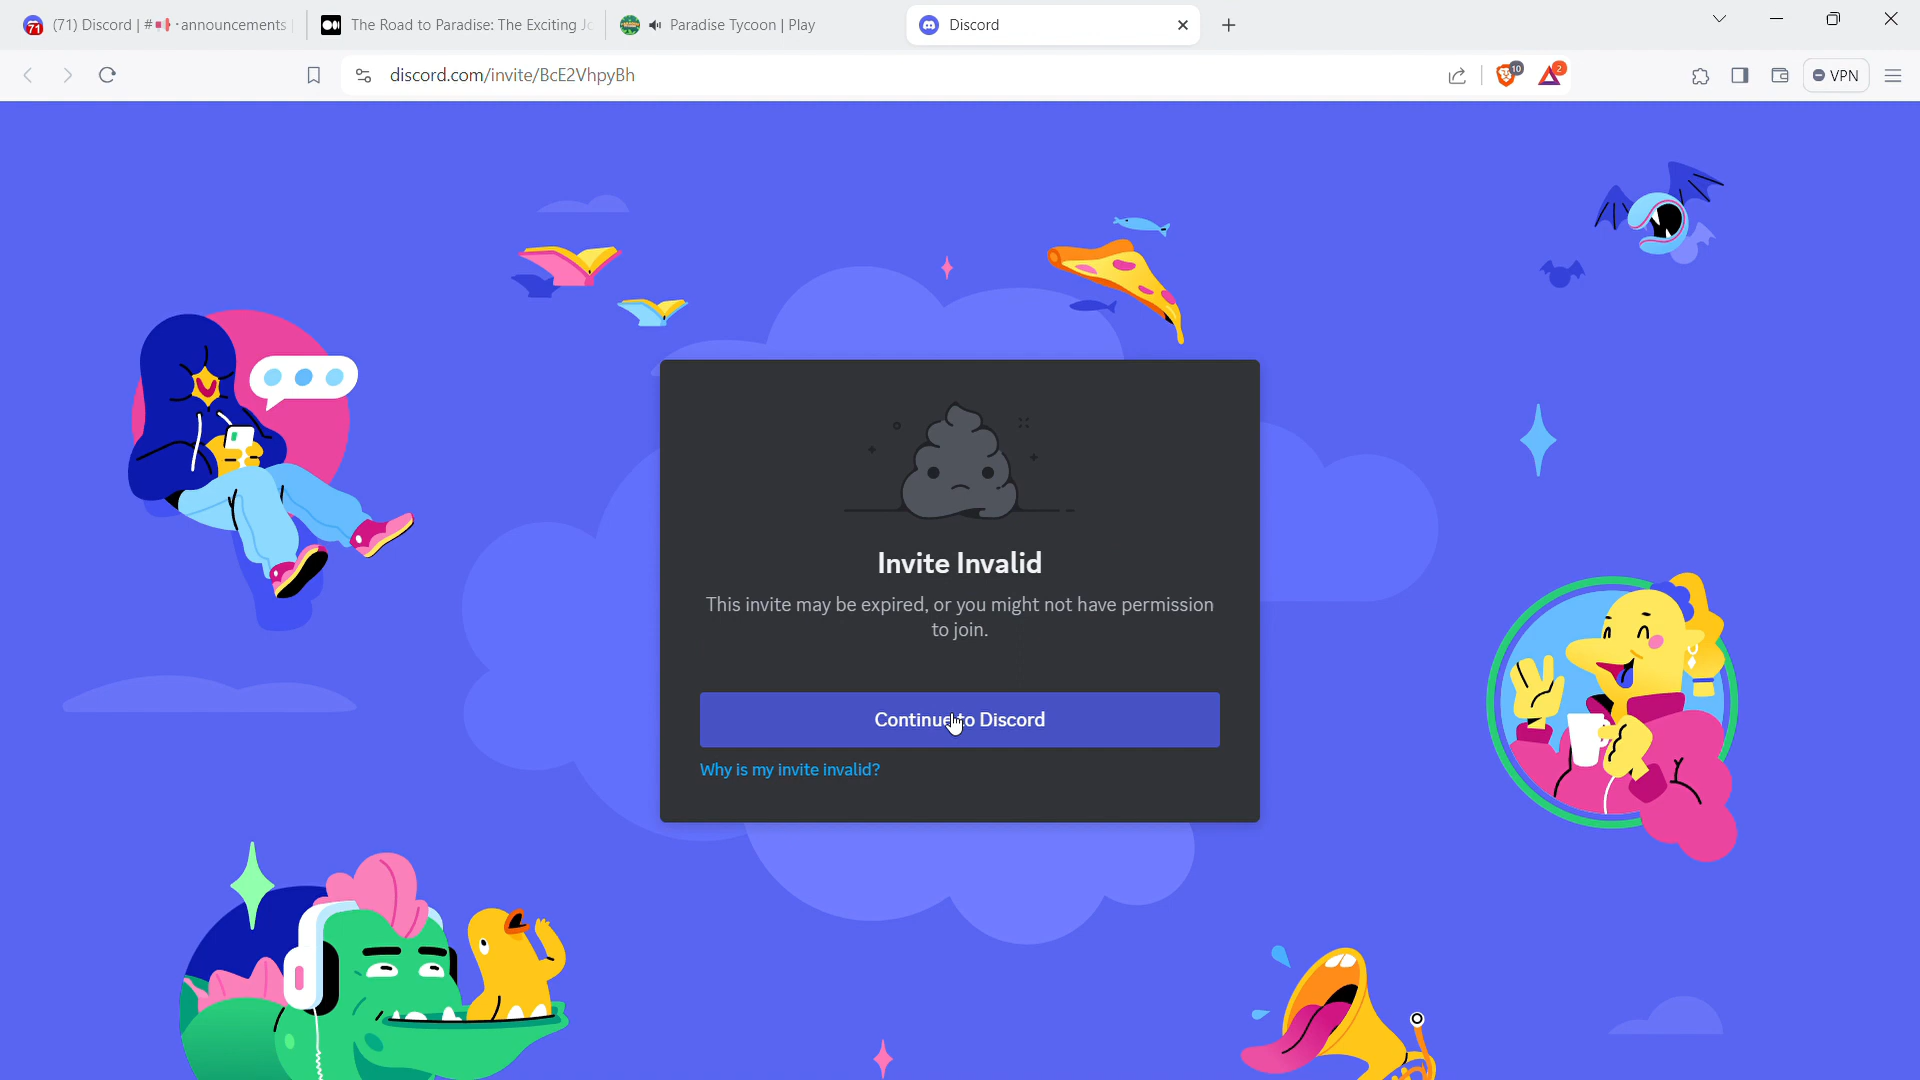 71 (71) Discord | # · announcements
The Road to Paradise: The Exciting Jo
Paradise Tycoon | Play
Discord
discord.com/invite/BcE2VhpyBh
10
2
VPN
Invite Invalid
This invite may be expired, or you might not have permission
to join.
Continue to Discord
Why is my invite invalid?